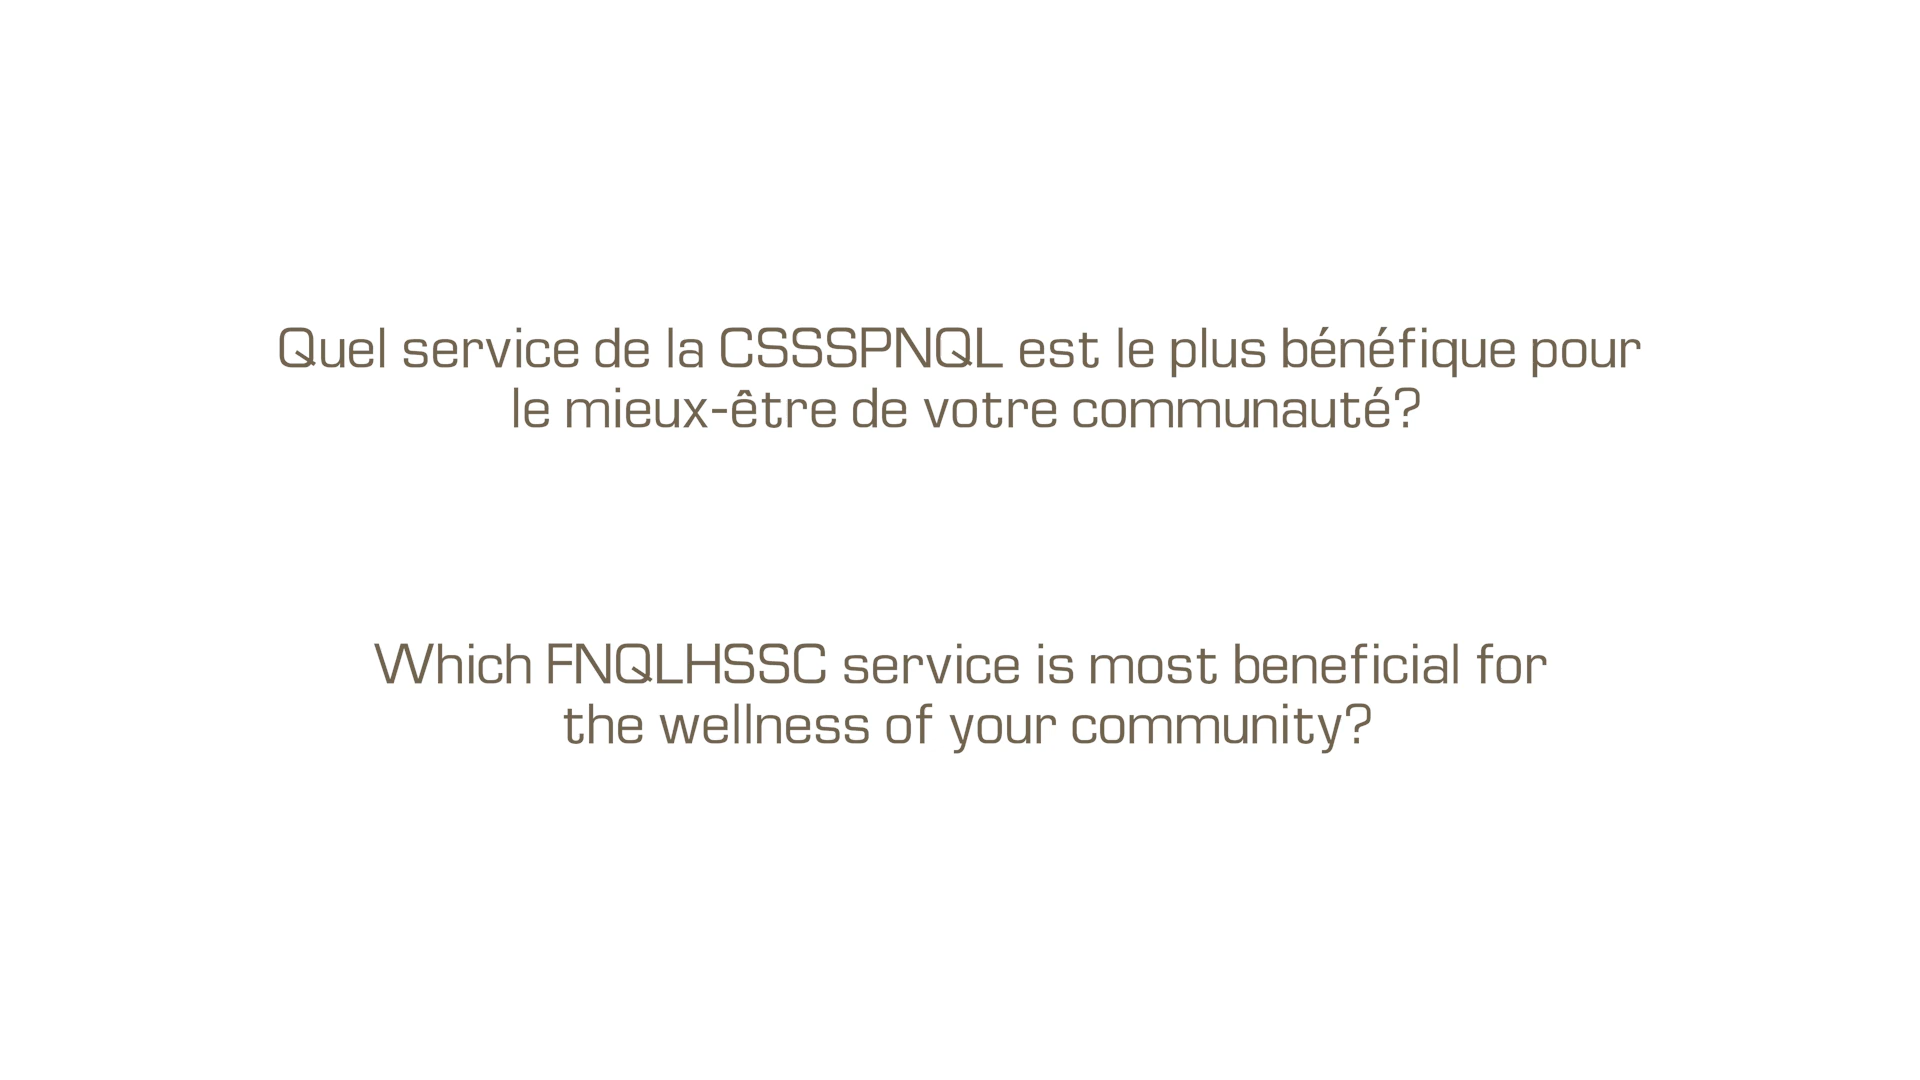 Quel service de la CSSSPNQL est le plus bénéfique pour
le mieux-être de votre communauté?
Which FNQLHSSC service is most beneficial for
the wellness of your community?